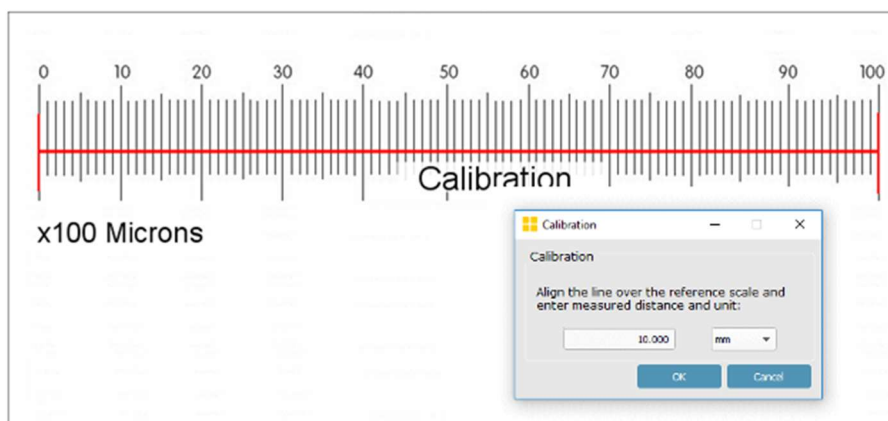 0 10 20 30 40 50 60 70 80 90 100
Calibration
x100 Microns
Calibration
Calibration
Align the line over the reference scale and
enter measured distance and unit:
10.000 mm
OK Cancel